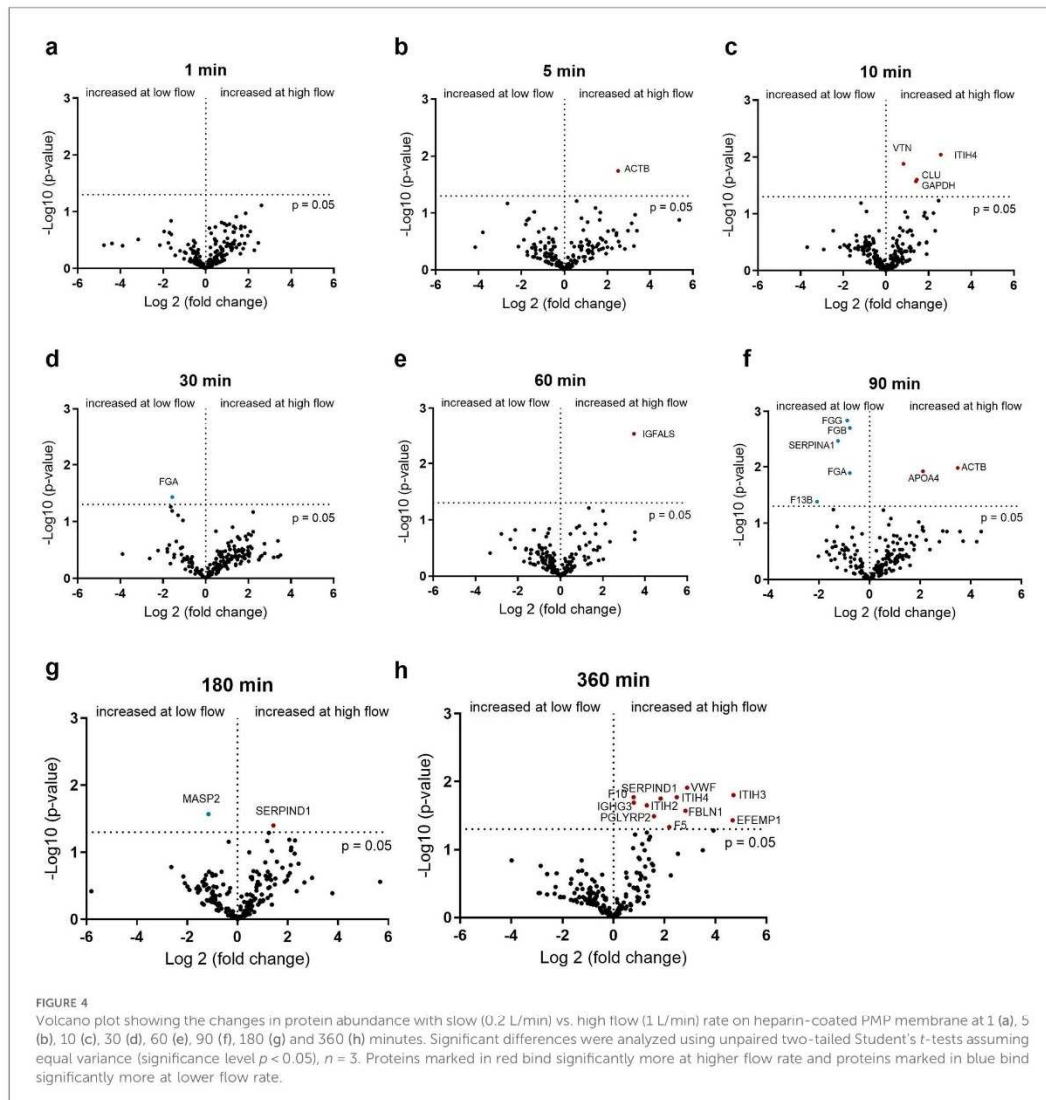 a
1 min
increased at low flow increased at high flow
3
2
1
0
-Log10 (p-value)
p = 0.05
-6 -4 -2 0 2 4 6
Log 2 (fold change)
b
5 min
increased at low flow increased at high flow
3
2
1
0
-Log10 (p-value)
ACTB
p = 0.05
-6 -4 -2 0 2 4 6
Log 2 (fold change)
c
10 min
increased at low flow increased at high flow
3
2
1
0
-Log10 (p-value)
VTN ITIH4
CLU
GAPDH
p = 0.05
-6 -4 -2 0 2 4 6
Log 2 (fold change)
d
30 min
increased at low flow increased at high flow
3
2
1
0
-Log10 (p-value)
FGA
p = 0.05
-6 -4 -2 0 2 4 6
Log 2 (fold change)
e
60 min
increased at low flow increased at high flow
3
2
1
0
-Log10 (p-value)
IGFALS
p = 0.05
-6 -4 -2 0 2 4 6
Log 2 (fold change)
f
90 min
increased at low flow increased at high flow
3
2
1
0
-Log10 (p-value)
FGG
FGB
SERPINA1
FGA APOA4 ACTB
F13B
p = 0.05
-4 -2 0 2 4 6
Log 2 (fold change)
g
180 min
increased at low flow increased at high flow
3
2
1
0
-Log10 (p-value)
MASP2
SERPIND1
p = 0.05
-6 -4 -2 0 2 4 6
Log 2 (fold change)
h
360 min
increased at low flow increased at high flow
3
2
1
0
-Log10 (p-value)
SERPIND1 VWF
F10 ITIH4 ITIH3
IGHG3 ITIH2 FBLN1
PGLYRP2 F5 EFEMP1
p = 0.05
-6 -4 -2 0 2 4 6
Log 2 (fold change)
FIGURE 4
Volcano plot showing the changes in protein abundance with slow (0.2 L/min) vs. high flow (1 L/min) rate on heparin-coated PMP membrane at 1 (a), 5
(b), 10 (c), 30 (d), 60 (e), 90 (f), 180 (g) and 360 (h) minutes. Significant differences were analyzed using unpaired two-tailed Student's t-tests assuming
equal variance (significance level p < 0.05), n = 3. Proteins marked in red bind significantly more at higher flow rate and proteins marked in blue bind
significantly more at lower flow rate.